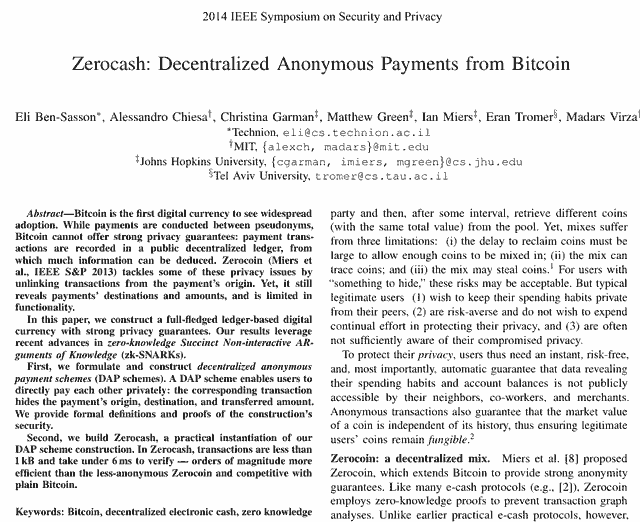 2014 IEEE Symposium on Security and Privacy
Zerocash: Decentralized Anonymous Payments from Bitcoin
Eli Ben-Sasson*, Alessandro Chiesa†, Christina Garman‡, Matthew Green‡, Ian Miers‡, Eran Tromer§, Madars Virza†
*Technion, eli@cs.technion.ac.il
†MIT, {alexch, madars}@mit.edu
‡Johns Hopkins University, {cgarman, imiers, mgreen}@cs.jhu.edu
§Tel Aviv University, tromer@cs.tau.ac.il
Abstract—Bitcoin is the first digital currency to see widespread
adoption. While payments are conducted between pseudonyms,
Bitcoin cannot offer strong privacy guarantees: payment trans-
actions are recorded in a public decentralized ledger, from
which much information can be deduced. Zerocoin (Miers et
al., IEEE S&P 2013) tackles some of these privacy issues by
unlinking transactions from the payment's origin. Yet, it still
reveals payments' destinations and amounts, and is limited in
functionality.
In this paper, we construct a full-fledged ledger-based digital
currency with strong privacy guarantees. Our results leverage
recent advances in zero-knowledge Succinct Non-interactive AR-
guments of Knowledge (zk-SNARKs).
First, we formulate and construct decentralized anonymous
payment schemes (DAP schemes). A DAP scheme enables users to
directly pay each other privately: the corresponding transaction
hides the payment's origin, destination, and transferred amount.
We provide formal definitions and proofs of the construction's
security.
Second, we build Zerocash, a practical instantiation of our
DAP scheme construction. In Zerocash, transactions are less than
1 kB and take under 6 ms to verify — orders of magnitude more
efficient than the less-anonymous Zerocoin and competitive with
plain Bitcoin.
Keywords: Bitcoin, decentralized electronic cash, zero knowledge
party and then, after some interval, retrieve different coins
(with the same total value) from the pool. Yet, mixes suffer
from three limitations: (i) the delay to reclaim coins must be
large to allow enough coins to be mixed in; (ii) the mix can
trace coins; and (iii) the mix may steal coins.1 For users with
"something to hide," these risks may be acceptable. But typical
legitimate users (1) wish to keep their spending habits private
from their peers, (2) are risk-averse and do not wish to expend
continual effort in protecting their privacy, and (3) are often
not sufficiently aware of their compromised privacy.
To protect their privacy, users thus need an instant, risk-free,
and, most importantly, automatic guarantee that data revealing
their spending habits and account balances is not publicly
accessible by their neighbors, co-workers, and merchants.
Anonymous transactions also guarantee that the market value
of a coin is independent of its history, thus ensuring legitimate
users' coins remain fungible.2
Zerocoin: a decentralized mix. Miers et al. [8] proposed
Zerocoin, which extends Bitcoin to provide strong anonymity
guarantees. Like many e-cash protocols (e.g., [2]), Zerocoin
employs zero-knowledge proofs to prevent transaction graph
analyses. Unlike earlier practical e-cash protocols, however,